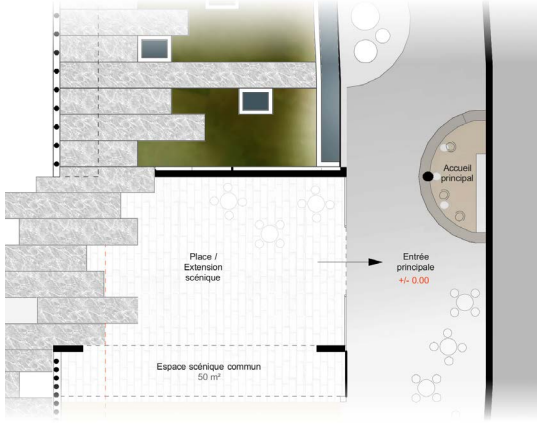 Accueil
principal
Place /
Extension
scénique
Entrée
principale
+/- 0.00
Espace scénique commun
50 m²